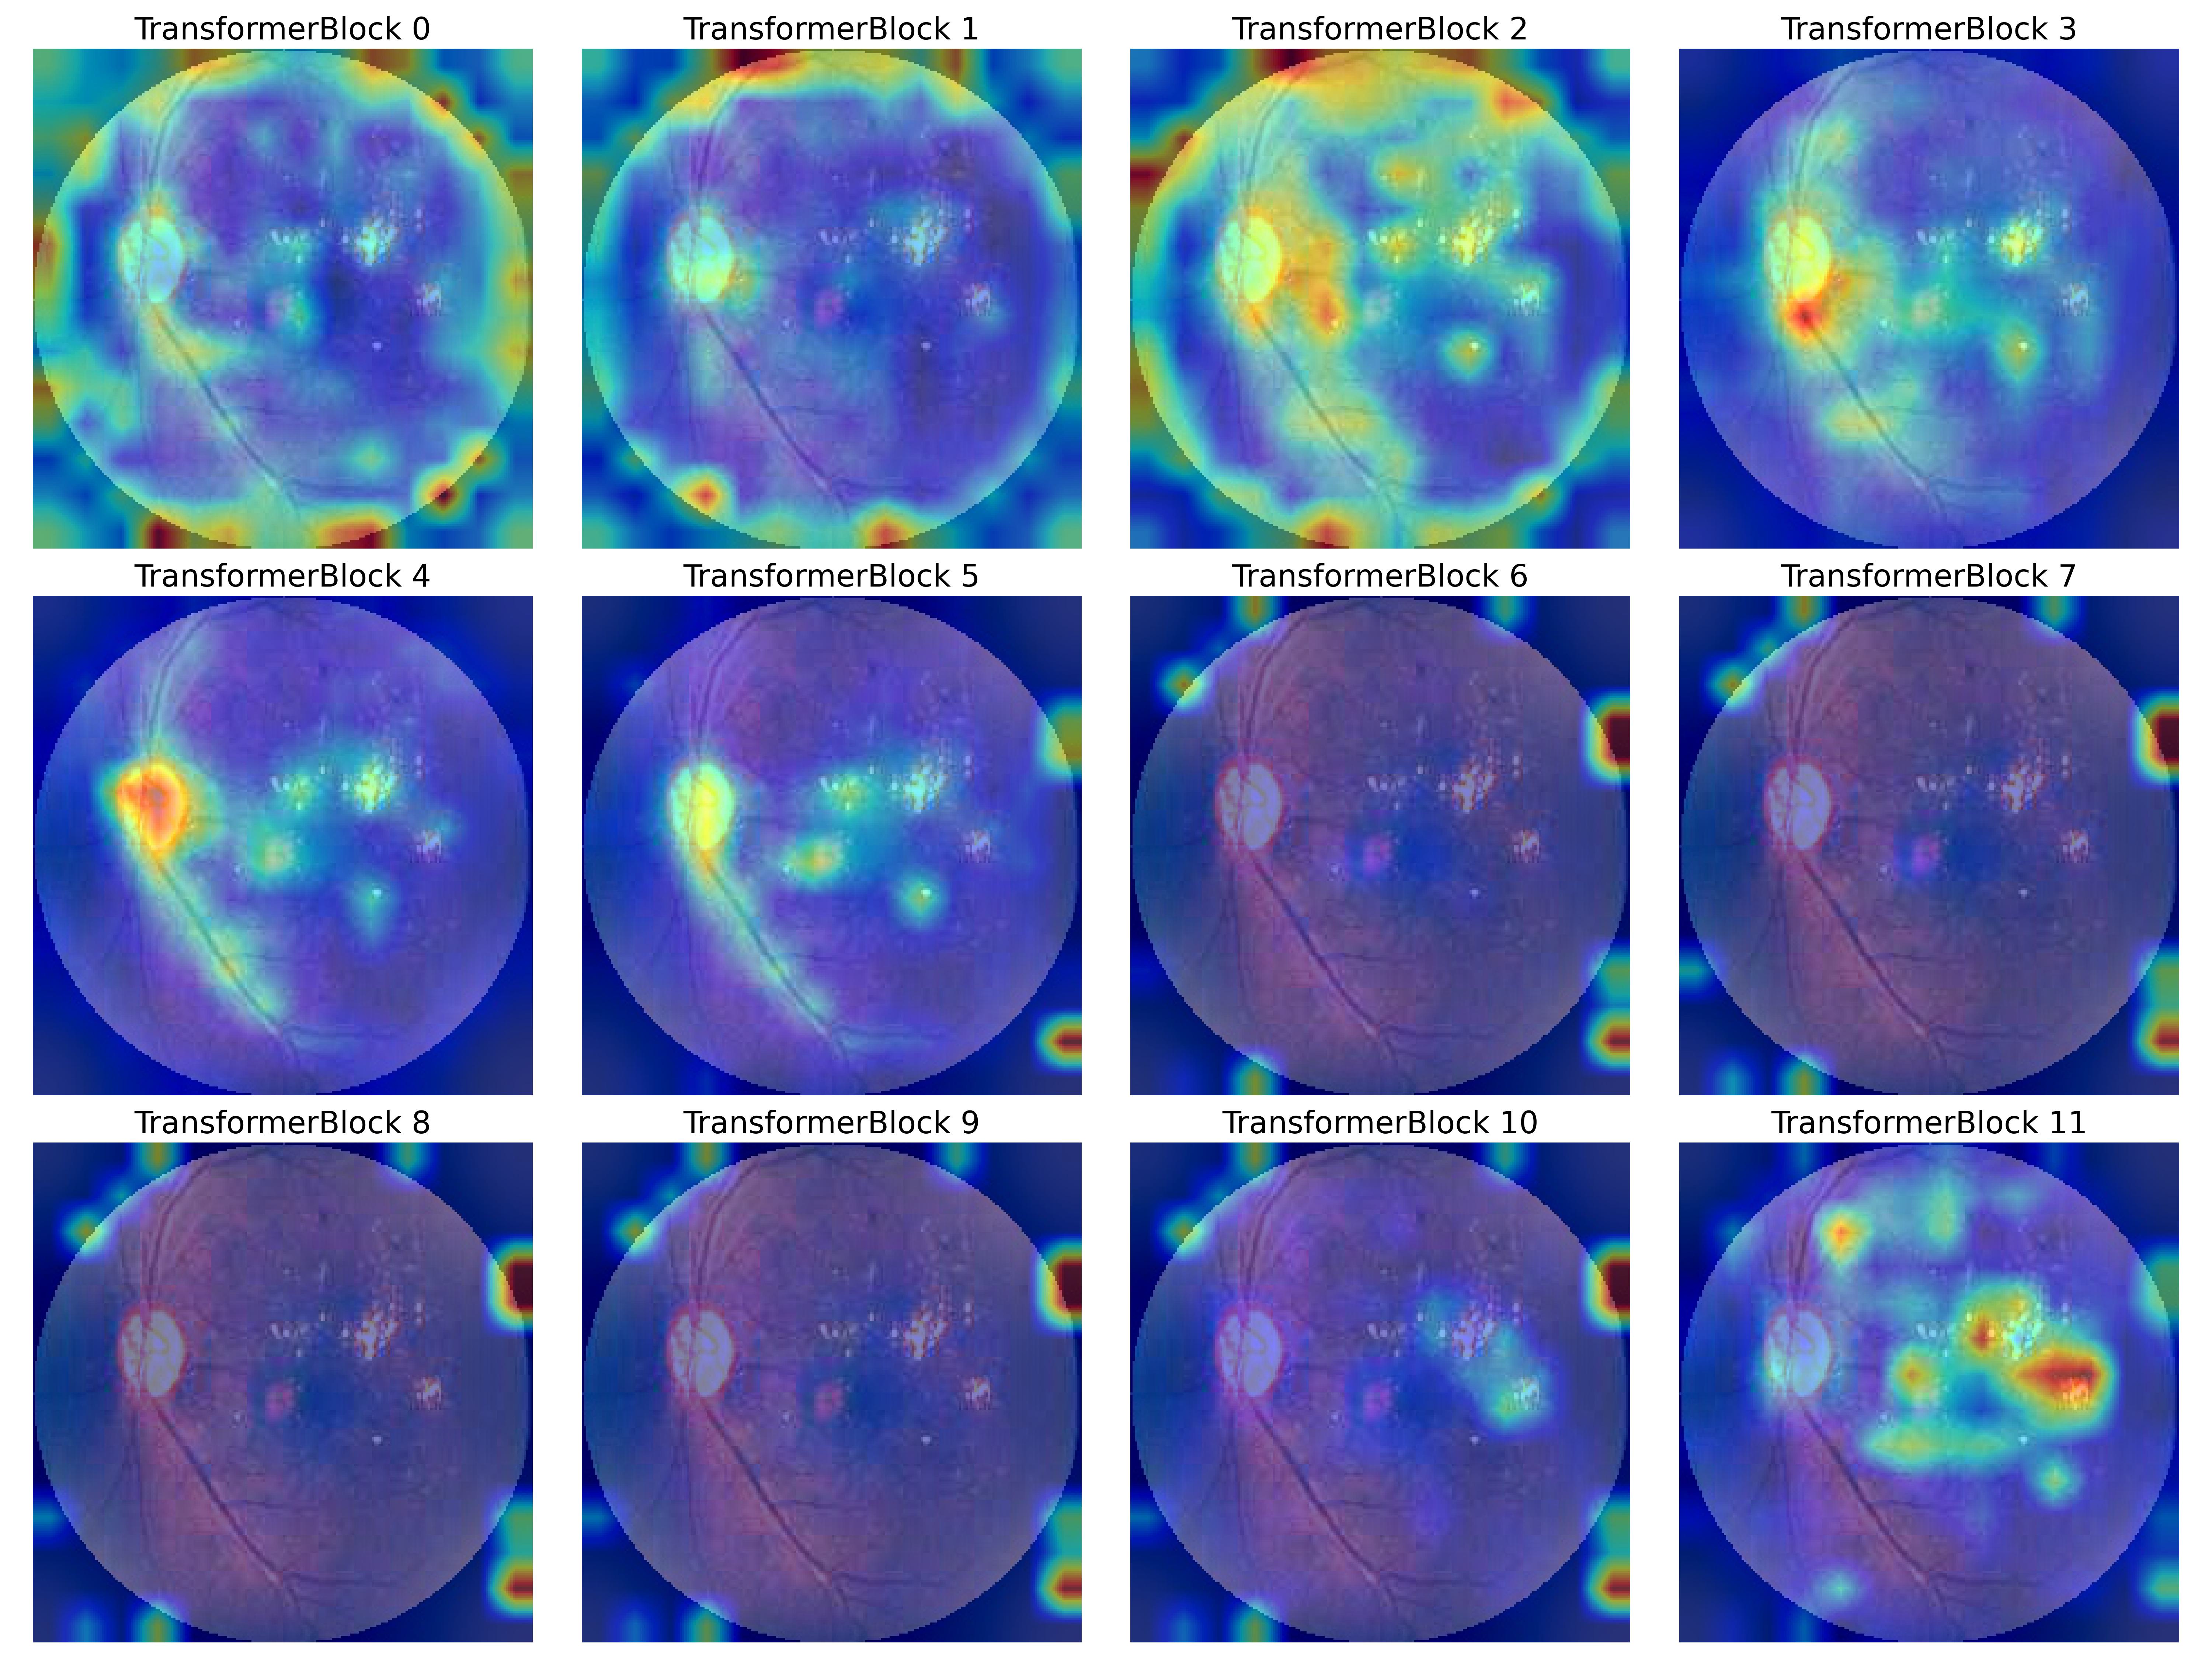 TransformerBlock 0
TransformerBlock 1
TransformerBlock 2
TransformerBlock 3
TransformerBlock 4
TransformerBlock 5
TransformerBlock 6
TransformerBlock 7
TransformerBlock 8
TransformerBlock 9
TransformerBlock 10
TransformerBlock 11